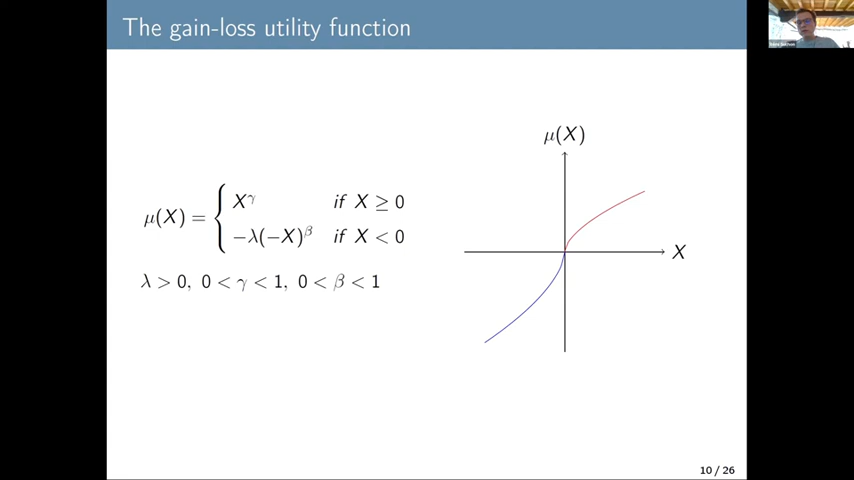 The gain-loss utility function
μ(X) = { X^γ if X ≥ 0
−λ(−X)^β if X < 0
λ > 0, 0 < γ < 1, 0 < β < 1
μ(X)
X
10 / 26